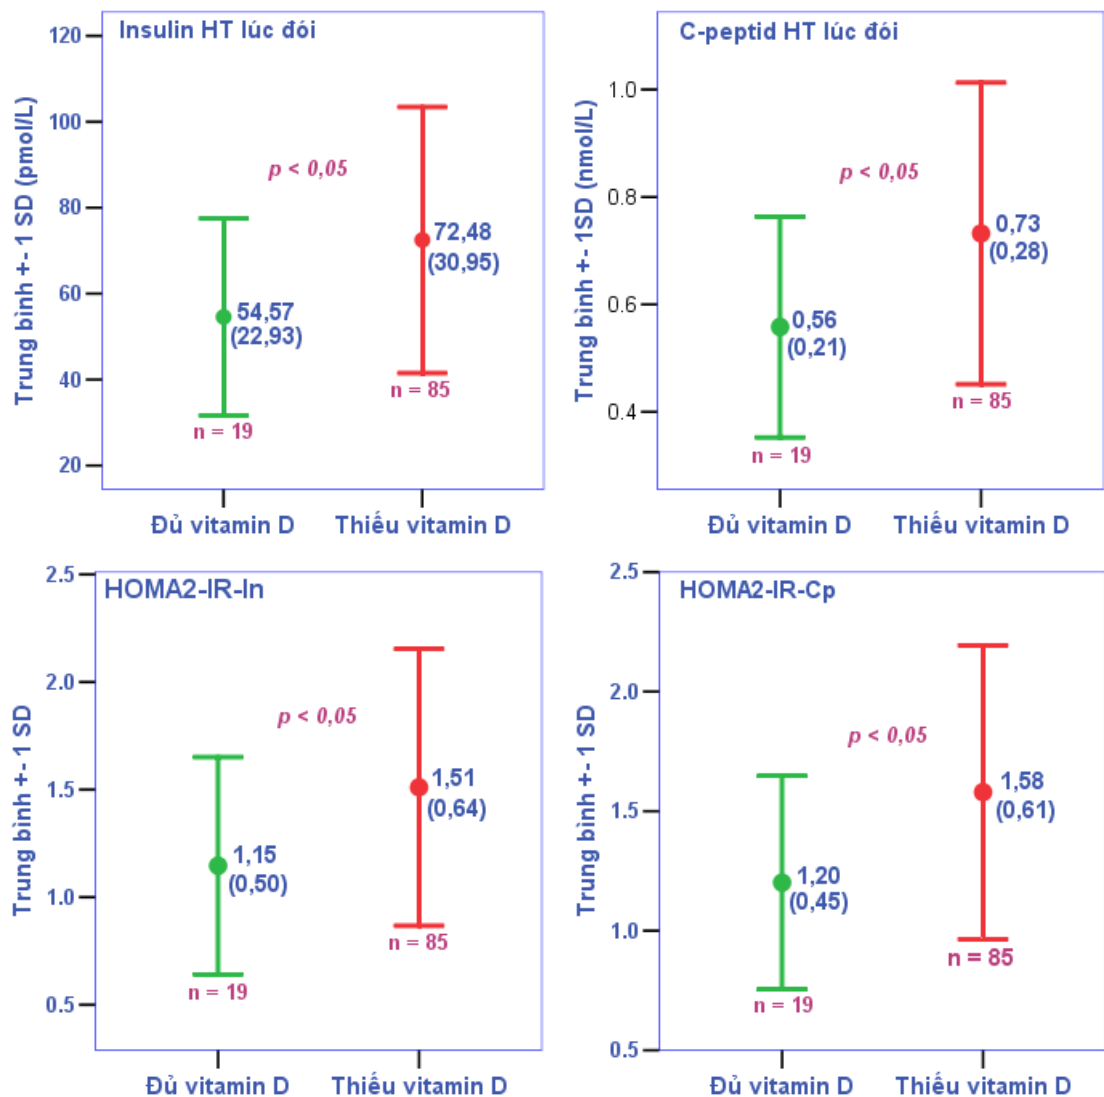 Insulin HT lúc đói
Trung bình +- 1 SD (pmol/L)
120
100
80
60
40
20
p < 0,05
54,57
(22,93)
n = 19
72,48
(30,95)
n = 85
Đủ vitamin D
Thiếu vitamin D
C-peptid HT lúc đói
Trung bình +- 1SD (nmol/L)
1.0
0.8
0.6
0.4
p < 0,05
0,56
(0,21)
n = 19
0,73
(0,28)
n = 85
Đủ vitamin D
Thiếu vitamin D
HOMA2-IR-In
Trung bình +- 1 SD
2.5
2.0
1.5
1.0
0.5
p < 0,05
1,15
(0,50)
n = 19
1,51
(0,64)
n = 85
Đủ vitamin D
Thiếu vitamin D
HOMA2-IR-Cp
Trung bình +- 1 SD
2.5
2.0
1.5
1.0
0.5
p < 0,05
1,20
(0,45)
n = 19
1,58
(0,61)
n = 85
Đủ vitamin D
Thiếu vitamin D